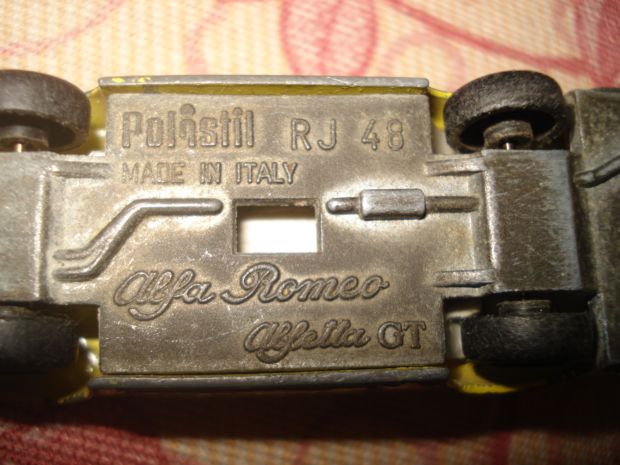 Polistil RJ 48
MADE IN ITALY
Alfa Romeo
Alfetta GT